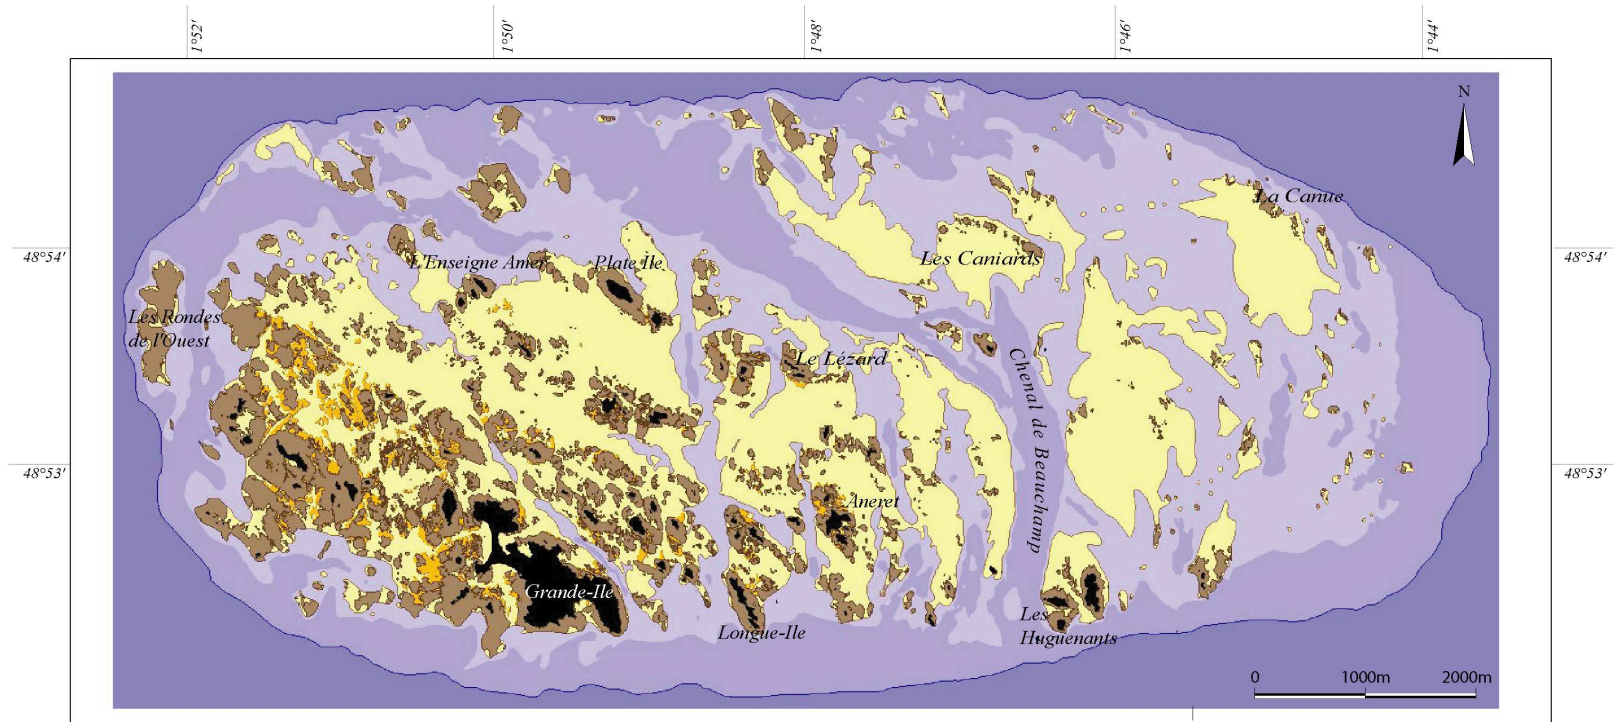 1°52'
1°50'
1°48'
1°46'
1°44'
N
La Canue
48°54'
L'Enseigne Amer
Plate Ile
Les Caniards
48°54'
Les Rondes
de l'Ouest
Le Lézard
Chenal de Beauchamp
48°53'
48°53'
Aneret
Grande-Ile
Longue-Ile
Les
Huguenants
0 1000m 2000m